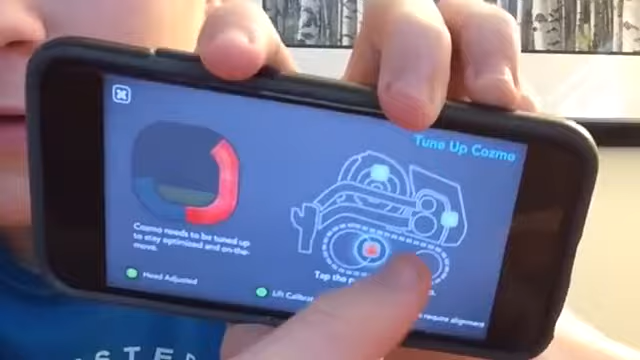 Tune Up Cozmo
Cozmo needs to be tuned up
to stay optimized and on-the-
move.
Tap the
Head Adjusted
Lift
require alignment